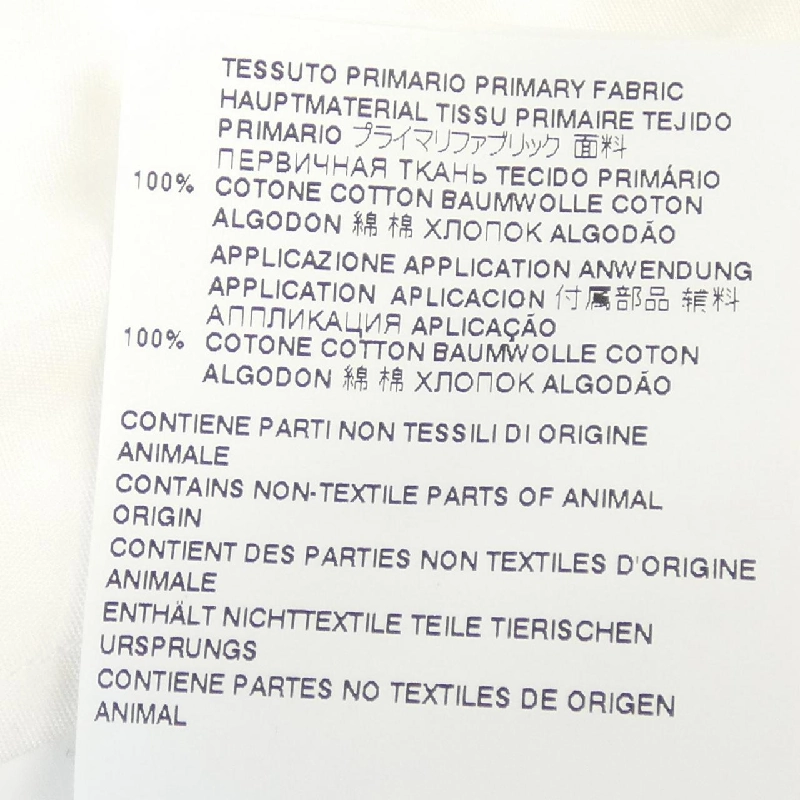 TESSUTO PRIMARIO PRIMARY FABRIC
HAUPTMATERIAL TISSU PRIMAIRE TEJIDO
PRIMARIO プライマリファブリック 面料
ПЕРВИЧНАЯ ТКАНЬ TECIDO PRIMÁRIO
100% COTONE COTTON BAUMWOLLE COTON
ALGODON 綿 棉 ХЛОПОК ALGODÃO
APPLICAZIONE APPLICATION ANWENDUNG
APPLICATION APLICACION 付属部品 辅料
АППЛИКАЦИЯ APLICAÇÃO
100% COTONE COTTON BAUMWOLLE COTON
ALGODON 綿 棉 ХЛОПОК ALGODÃO
CONTIENE PARTI NON TESSILI DI ORIGINE
ANIMALE
CONTAINS NON-TEXTILE PARTS OF ANIMAL
ORIGIN
CONTIENT DES PARTIES NON TEXTILES D'ORIGINE
ANIMALE
ENTHÄLT NICHTTEXTILE TEILE TIERISCHEN
URSPRUNGS
CONTIENE PARTES NO TEXTILES DE ORIGEN
ANIMAL